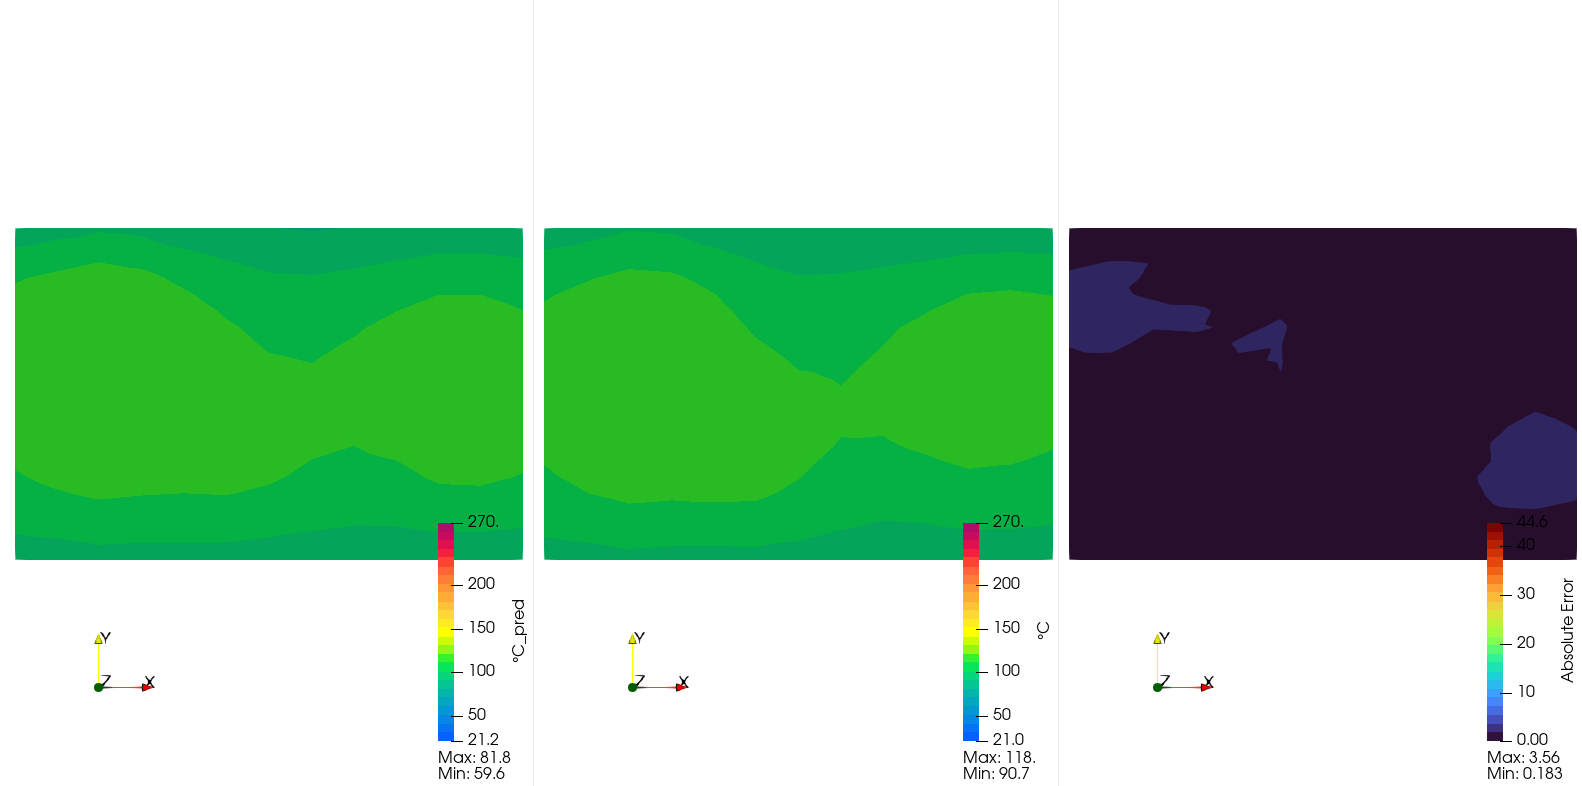 270.
200
150
100
50
21.2
°C_pred
Max: 81.8
Min: 59.6
Y
Z
X
270.
200
150
100
50
21.0
°C
Max: 118.
Min: 90.7
Y
Z
X
44.6
40
30
20
10
0.00
Absolute Error
Max: 3.56
Min: 0.183
Y
Z
X